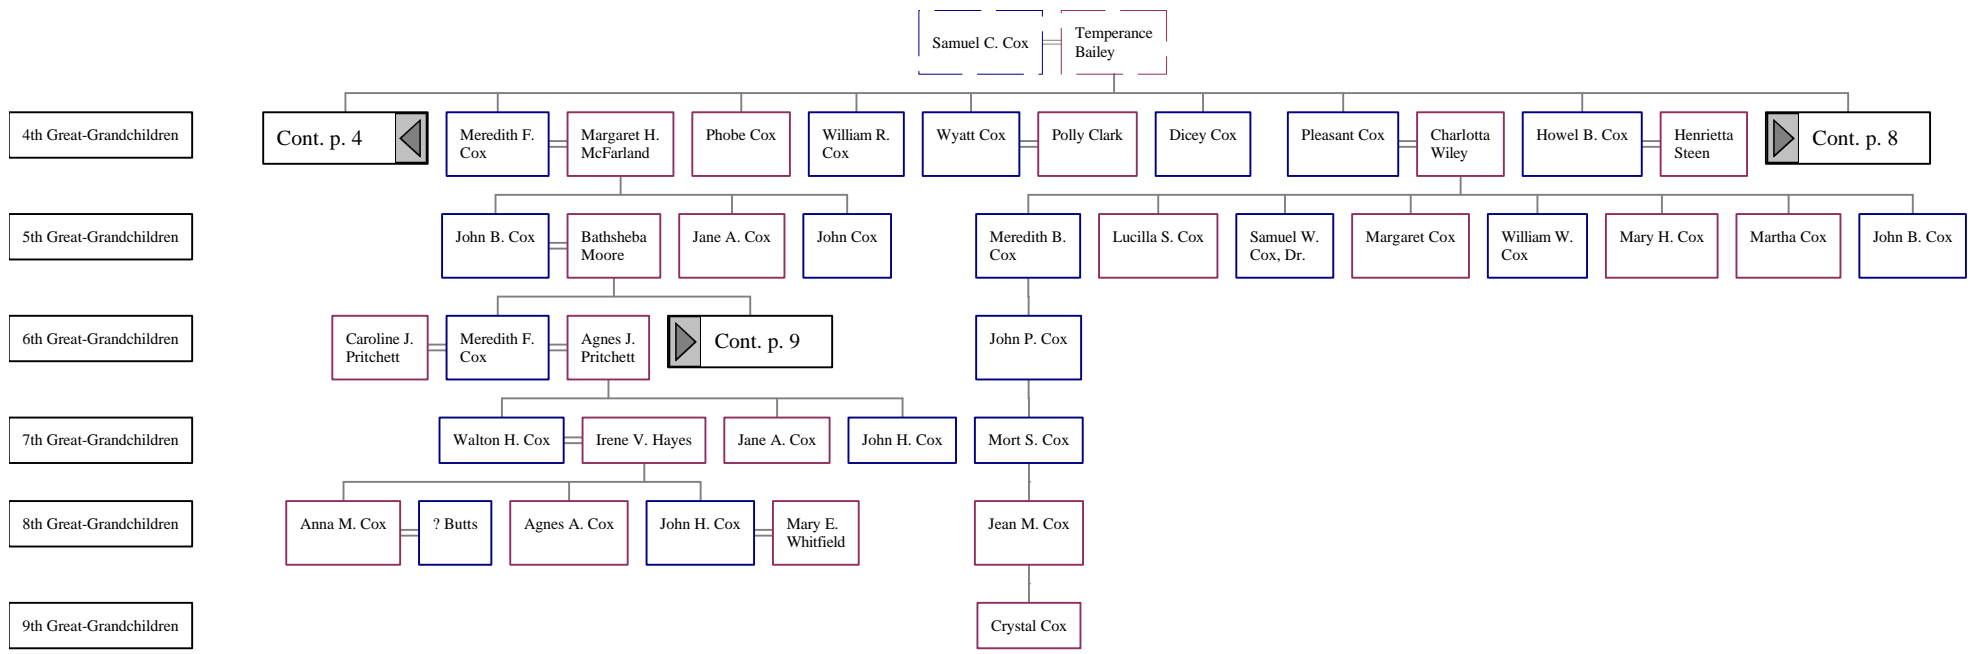 Samuel C. Cox
Temperance
Bailey
4th Great-Grandchildren
Cont. p. 4
Meredith F.
Cox
Margaret H.
McFarland
Phobe Cox
William R.
Cox
Wyatt Cox
Polly Clark
Dicey Cox
Pleasant Cox
Charlotta
Wiley
Howel B. Cox
Henrietta
Steen
Cont. p. 8
5th Great-Grandchildren
John B. Cox
Bathsheba
Moore
Jane A. Cox
John Cox
Meredith B.
Cox
Lucilla S. Cox
Samuel W.
Cox, Dr.
Margaret Cox
William W.
Cox
Mary H. Cox
Martha Cox
John B. Cox
6th Great-Grandchildren
Caroline J.
Pritchett
Meredith F.
Cox
Agnes J.
Pritchett
Cont. p. 9
John P. Cox
7th Great-Grandchildren
Walton H. Cox
Irene V. Hayes
Jane A. Cox
John H. Cox
Mort S. Cox
8th Great-Grandchildren
Anna M. Cox
? Butts
Agnes A. Cox
John H. Cox
Mary E.
Whitfield
Jean M. Cox
9th Great-Grandchildren
Crystal Cox